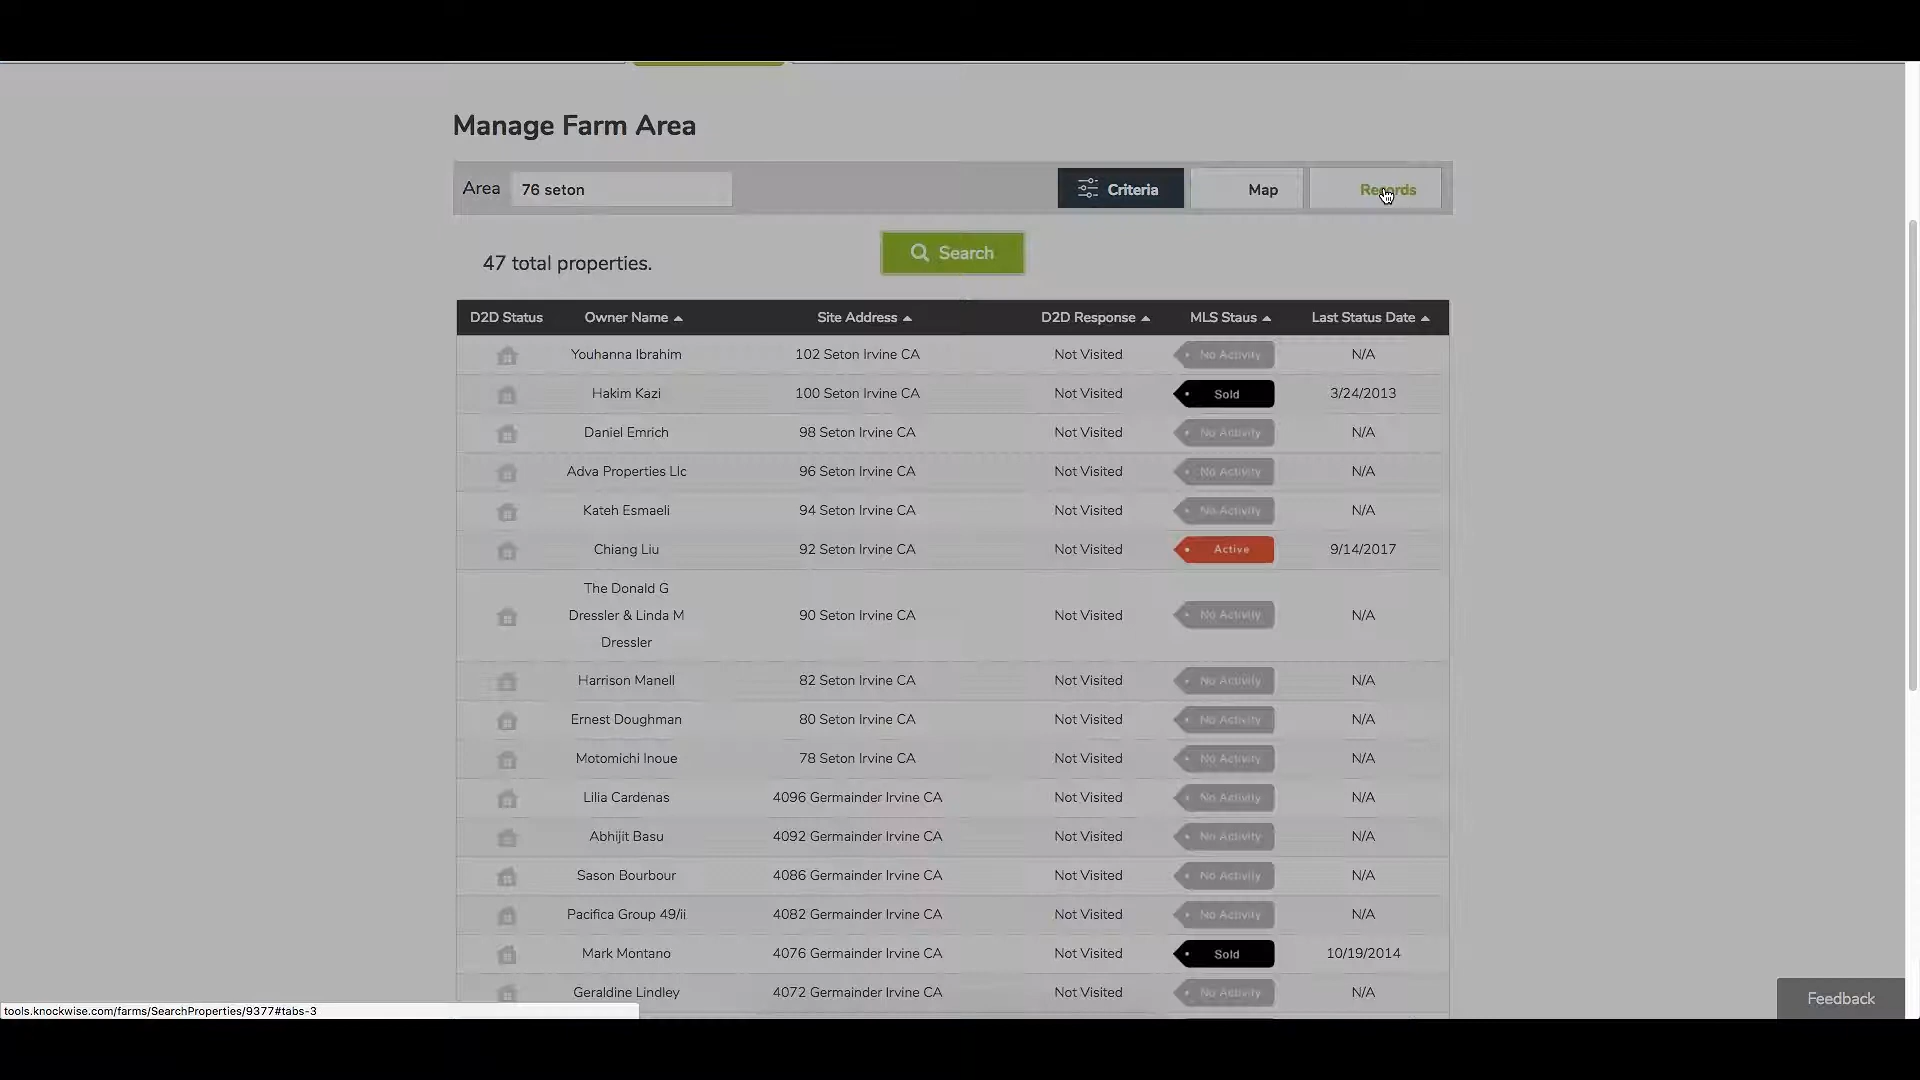 Manage Farm Area
Area 76 seton Criteria Map Records
47 total properties. Search
D2D Status Owner Name Site Address D2D Response MLS Staus Last Status Date
Youhanna Ibrahim 102 Seton Irvine CA Not Visited No Activity N/A
Hakim Kazi 100 Seton Irvine CA Not Visited Sold 3/24/2013
Daniel Emrich 98 Seton Irvine CA Not Visited No Activity N/A
Adva Properties Llc 96 Seton Irvine CA Not Visited No Activity N/A
Kateh Esmaeli 94 Seton Irvine CA Not Visited No Activity N/A
Chiang Liu 92 Seton Irvine CA Not Visited Active 9/14/2017
The Donald G
Dressler & Linda M 90 Seton Irvine CA Not Visited No Activity N/A
Dressler
Harrison Manell 82 Seton Irvine CA Not Visited No Activity N/A
Ernest Doughman 80 Seton Irvine CA Not Visited No Activity N/A
Motomichi Inoue 78 Seton Irvine CA Not Visited No Activity N/A
Lilia Cardenas 4096 Germainder Irvine CA Not Visited No Activity N/A
Abhijit Basu 4092 Germainder Irvine CA Not Visited No Activity N/A
Sason Bourbour 4086 Germainder Irvine CA Not Visited No Activity N/A
Pacifica Group 49/ii 4082 Germainder Irvine CA Not Visited No Activity N/A
Mark Montano 4076 Germainder Irvine CA Not Visited Sold 10/19/2014
Geraldine Lindley 4072 Germainder Irvine CA Not Visited No Activity N/A
Feedback
tools.knockwise.com/farms/SearchProperties/9377#tabs-3